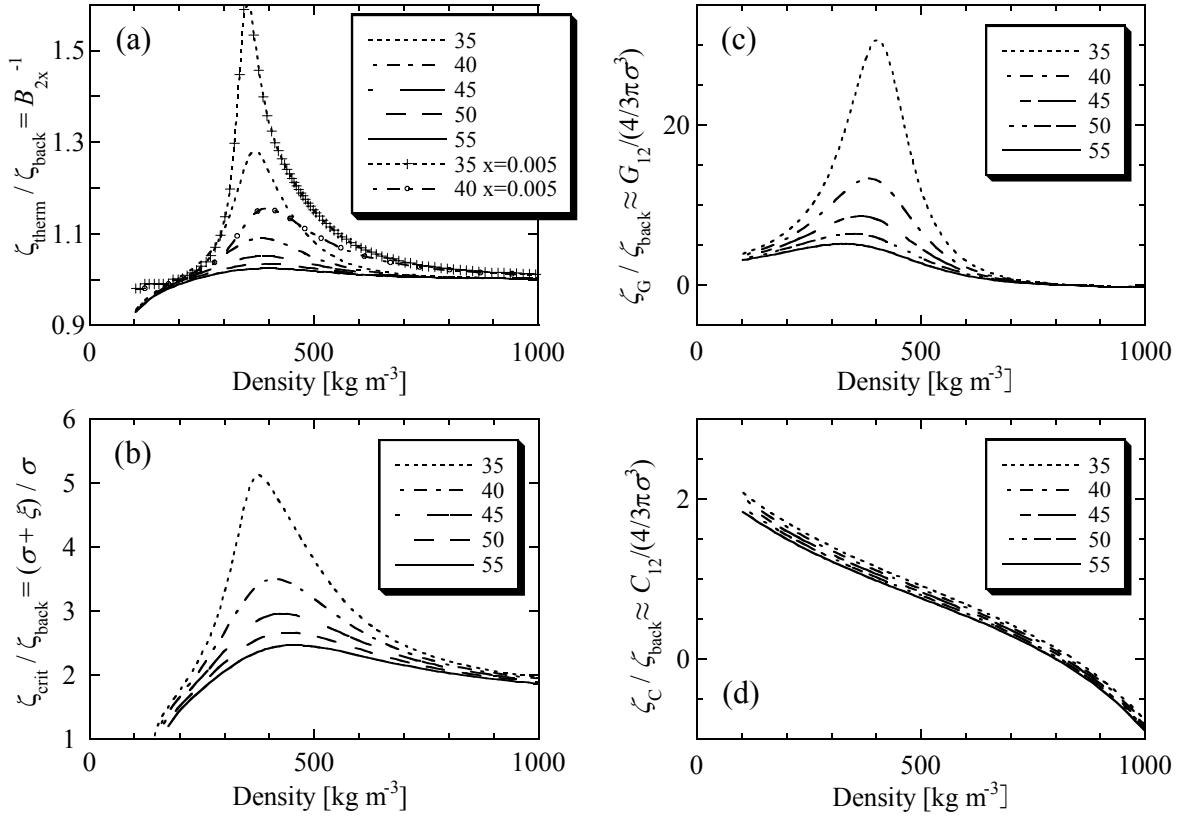 (a)
ζtherm / ζback = B2x-1
1.5
1.3
1.1
0.9
35
40
45
50
55
35 x=0.005
40 x=0.005
0 500 1000
Density [kg m-3]
(c)
ζG / ζback ≈ G12/(4/3πσ3)
20
0
35
40
45
50
55
0 500 1000
Density [kg m-3]
(b)
ζcrit / ζback = (σ + ξ) / σ
6
5
4
3
2
1
35
40
45
50
55
0 500 1000
Density [kg m-3]
(d)
ζC / ζback ≈ C12/(4/3πσ3)
2
0
35
40
45
50
55
0 500 1000
Density [kg m-3]